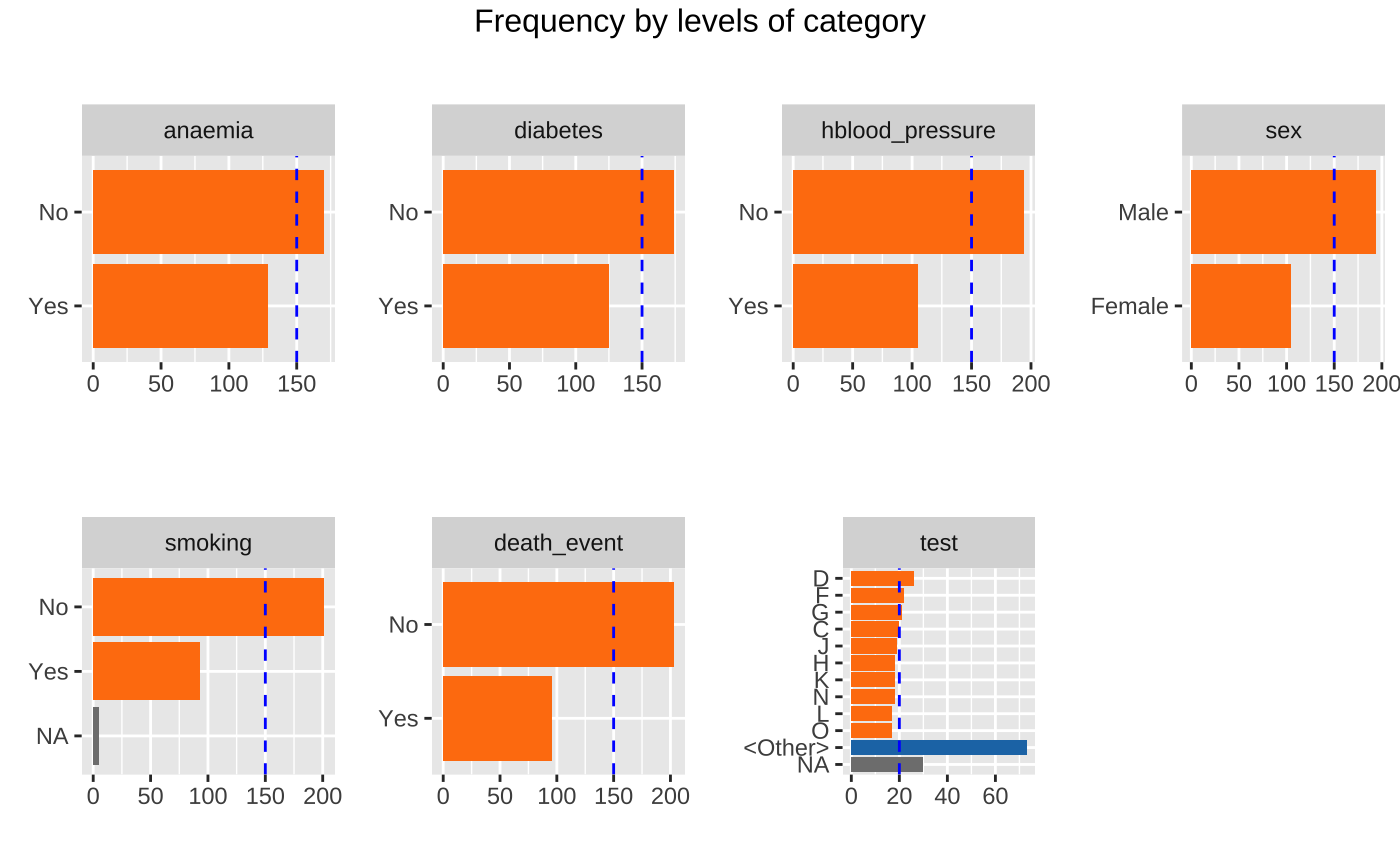 Frequency by levels of category
anaemia
No
Yes
0 50 100 150
diabetes
No
Yes
0 50 100 150
hblood_pressure
No
Yes
0 50 100 150 200
sex
Male
Female
0 50 100 150 200
smoking
No
Yes
NA
0 50 100 150 200
death_event
No
Yes
0 50 100 150 200
test
D
F
G
C
J
H
K
N
L
O
<Other>
NA
0 20 40 60